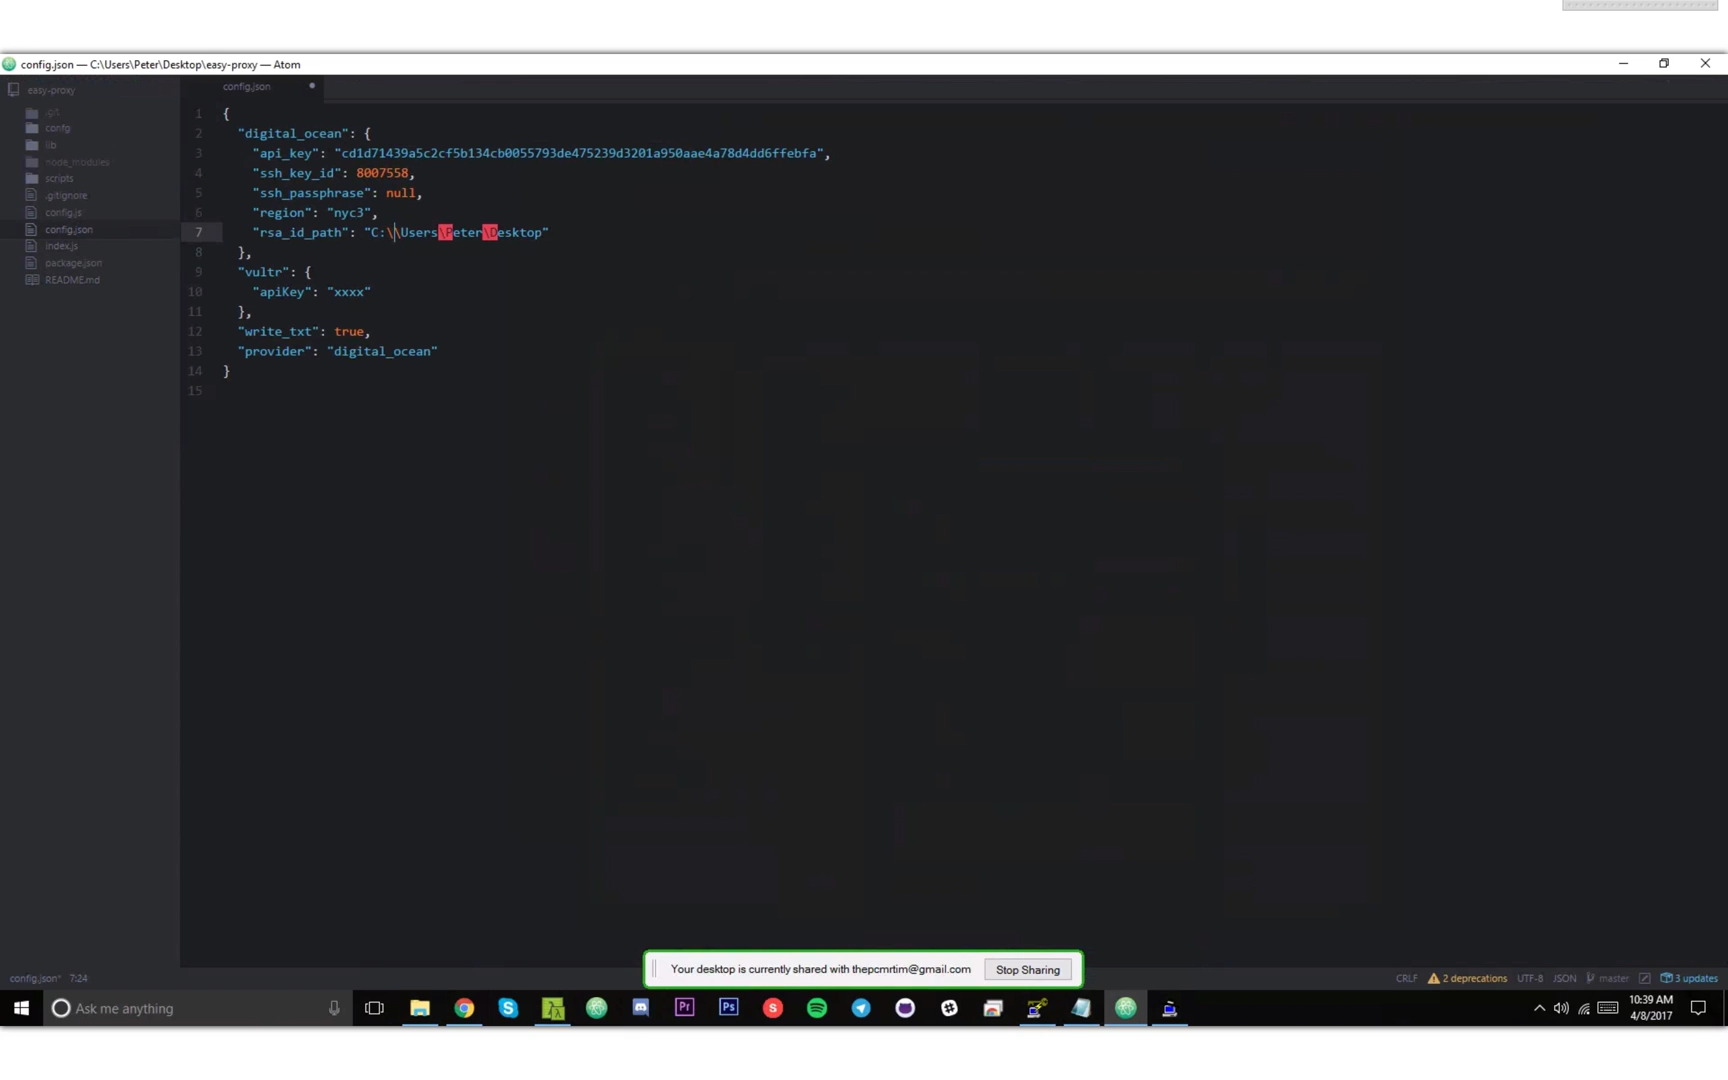 config.json — C:\Users\Peter\Desktop\easy-proxy — Atom
easy-proxy
.git
config
lib
node_modules
scripts
.gitignore
config.js
config.json
index.js
package.json
README.md
config.json
1 {
2 "digital_ocean": {
3 "api_key": "cd1d71439a5c2cf5b134cb0055793de475239d3201a950aae4a78d4dd6ffebfa",
4 "ssh_key_id": 8007558,
5 "ssh_passphrase": null,
6 "region": "nyc3",
7 "rsa_id_path": "C:\\Users\Peter\Desktop"
8 },
9 "vultr": {
10 "apiKey": "xxxx"
11 },
12 "write_txt": true,
13 "provider": "digital_ocean"
14 }
15
Your desktop is currently shared with thepcmrtim@gmail.com
Stop Sharing
config.json* 7:24
CRLF 2 deprecations UTF-8 JSON master 3 updates
Ask me anything
Pr
Ps
10:39 AM
4/8/2017